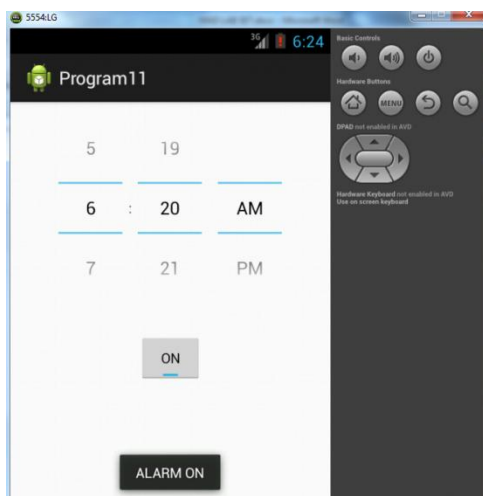 5554:LG
3G 6:24
Program11
5 19
6 : 20 AM
7 21 PM
ON
ALARM ON
Basic Controls
Hardware Buttons
MENU
DPAD not enabled in AVD
Hardware Keyboard not enabled in AVD
Use on screen keyboard